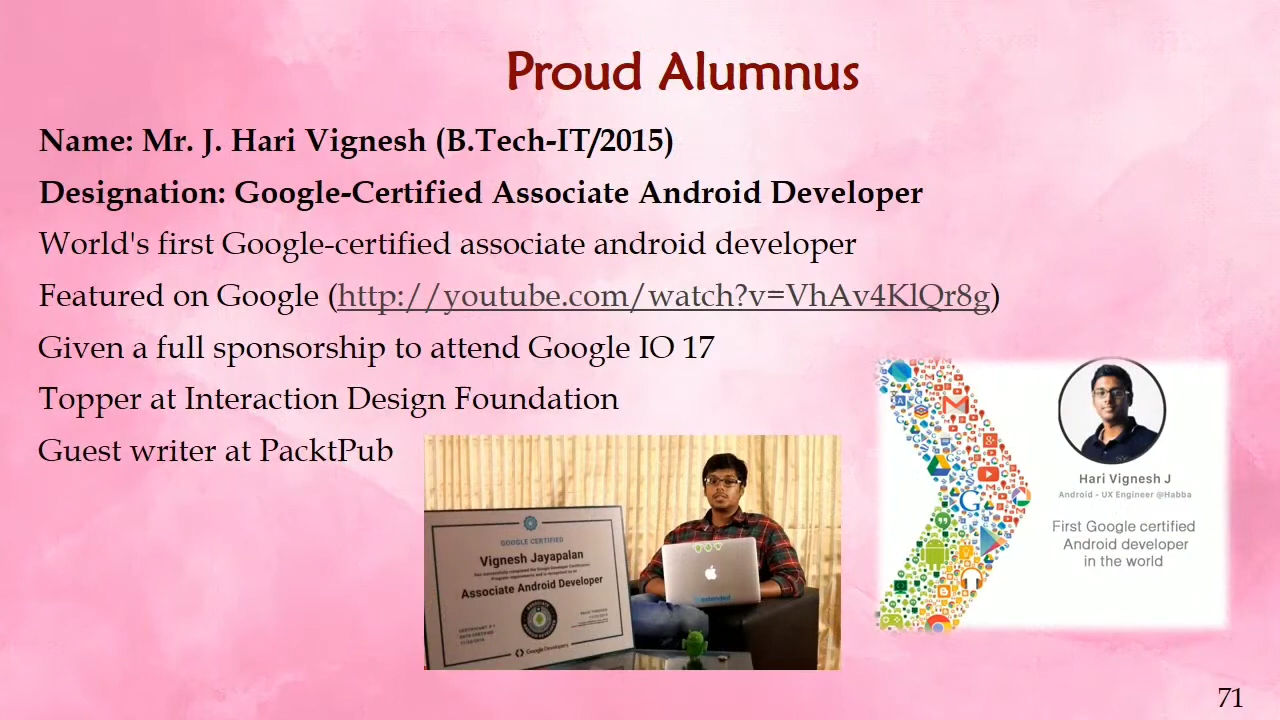 Proud Alumnus
Name: Mr. J. Hari Vignesh (B.Tech-IT/2015)
Designation: Google-Certified Associate Android Developer
World's first Google-certified associate android developer
Featured on Google (http://youtube.com/watch?v=VhAv4KlQr8g)
Given a full sponsorship to attend Google IO 17
Topper at Interaction Design Foundation
Guest writer at PacktPub
GOOGLE CERTIFIED
Vignesh Jayapalan
Associate Android Developer
Google Developers
Hari Vignesh J
Android - UX Engineer @Habba
First Google certified
Android developer
in the world
71